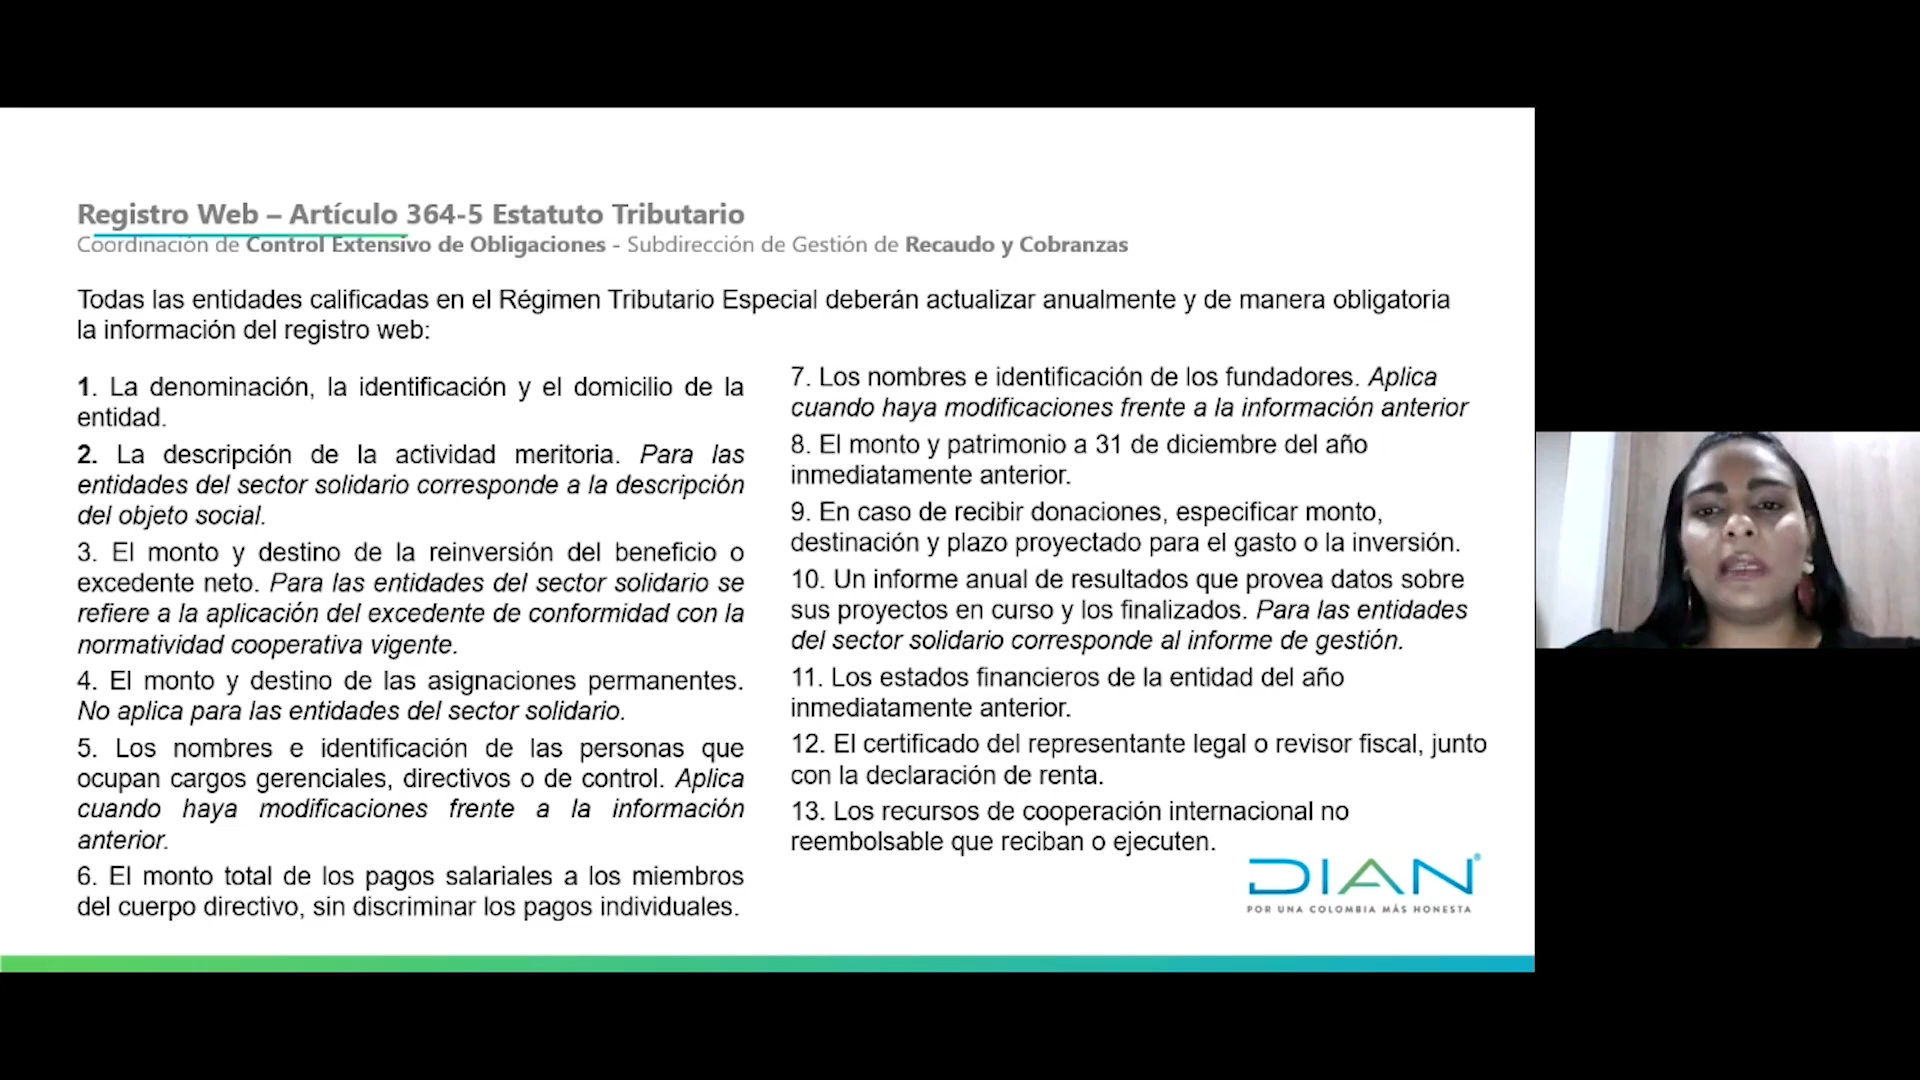 Registro Web – Artículo 364-5 Estatuto Tributario
Coordinación de Control Extensivo de Obligaciones - Subdirección de Gestión de Recaudo y Cobranzas
Todas las entidades calificadas en el Régimen Tributario Especial deberán actualizar anualmente y de manera obligatoria
la información del registro web:
1. La denominación, la identificación y el domicilio de la
entidad.
2. La descripción de la actividad meritoria. Para las
entidades del sector solidario corresponde a la descripción
del objeto social.
3. El monto y destino de la reinversión del beneficio o
excedente neto. Para las entidades del sector solidario se
refiere a la aplicación del excedente de conformidad con la
normatividad cooperativa vigente.
4. El monto y destino de las asignaciones permanentes.
No aplica para las entidades del sector solidario.
5. Los nombres e identificación de las personas que
ocupan cargos gerenciales, directivos o de control. Aplica
cuando haya modificaciones frente a la información
anterior.
6. El monto total de los pagos salariales a los miembros
del cuerpo directivo, sin discriminar los pagos individuales.
7. Los nombres e identificación de los fundadores. Aplica
cuando haya modificaciones frente a la información anterior
8. El monto y patrimonio a 31 de diciembre del año
inmediatamente anterior.
9. En caso de recibir donaciones, especificar monto,
destinación y plazo proyectado para el gasto o la inversión.
10. Un informe anual de resultados que provea datos sobre
sus proyectos en curso y los finalizados. Para las entidades
del sector solidario corresponde al informe de gestión.
11. Los estados financieros de la entidad del año
inmediatamente anterior.
12. El certificado del representante legal o revisor fiscal, junto
con la declaración de renta.
13. Los recursos de cooperación internacional no
reembolsable que reciban o ejecuten.
DIAN®
POR UNA COLOMBIA MÁS HONESTA